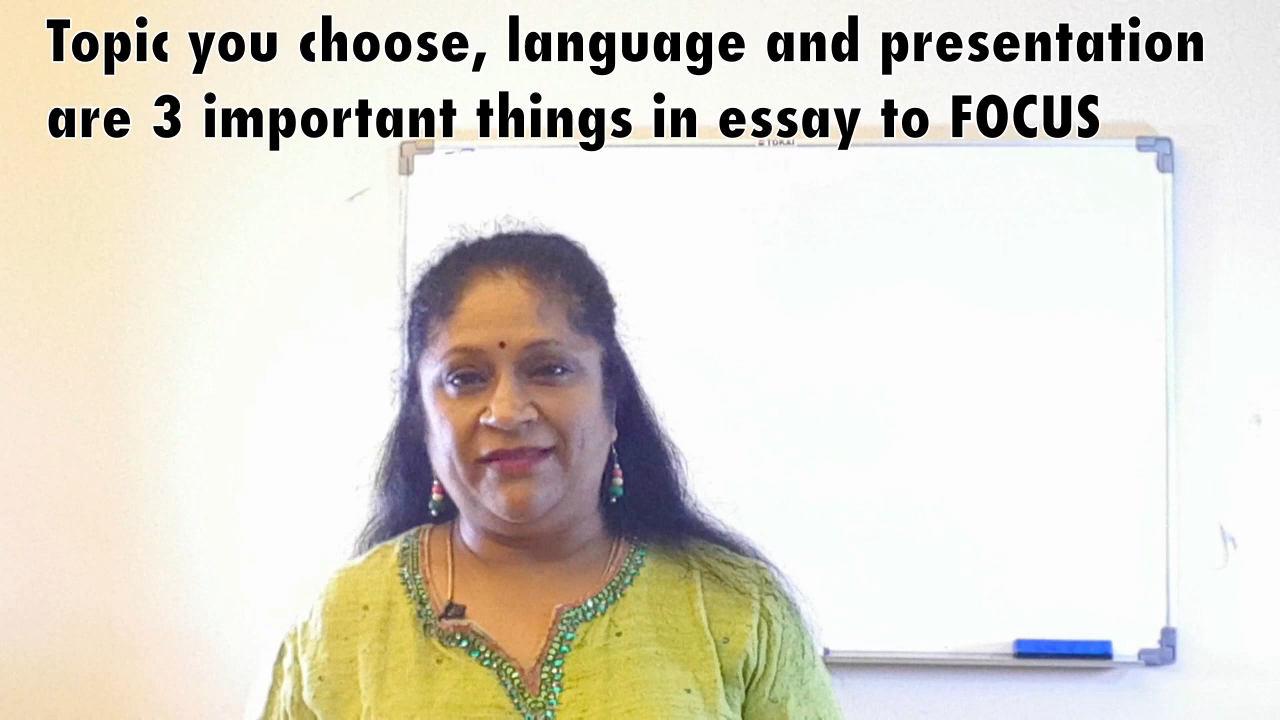 Topic you choose, language and presentation
are 3 important things in essay to FOCUS